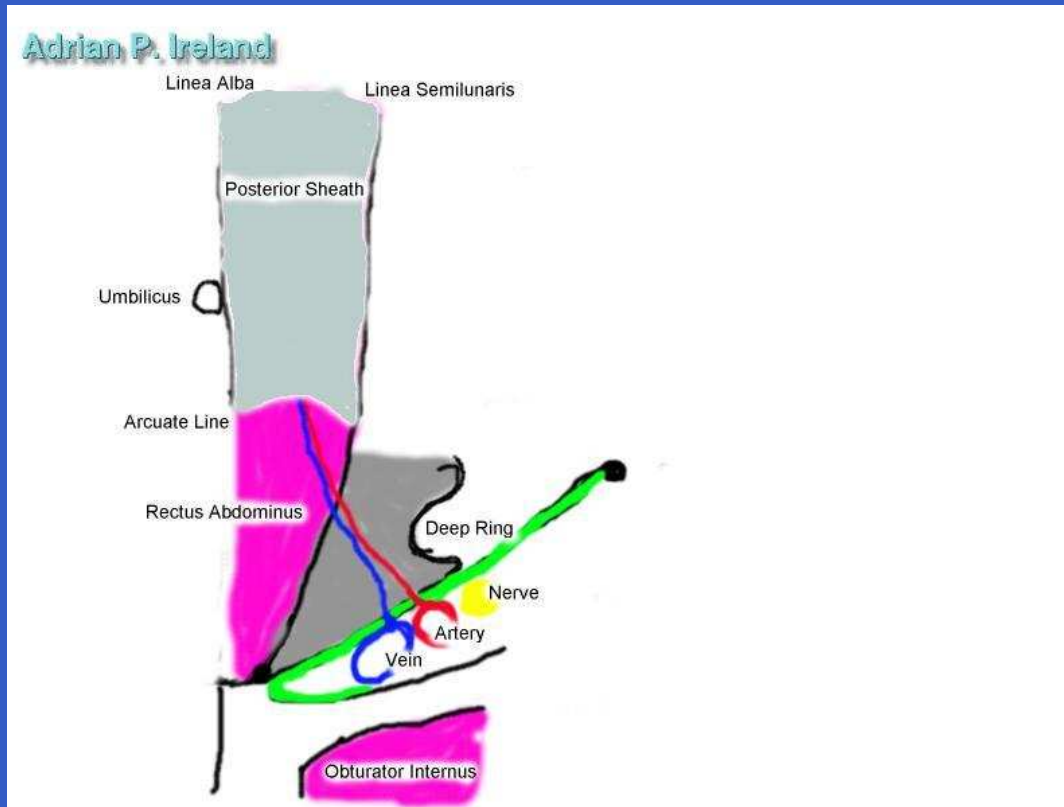 Adrian P. Ireland
Linea Alba
Linea Semilunaris
Posterior Sheath
Umbilicus
Arcuate Line
Rectus Abdominus
Deep Ring
Nerve
Artery
Vein
Obturator Internus